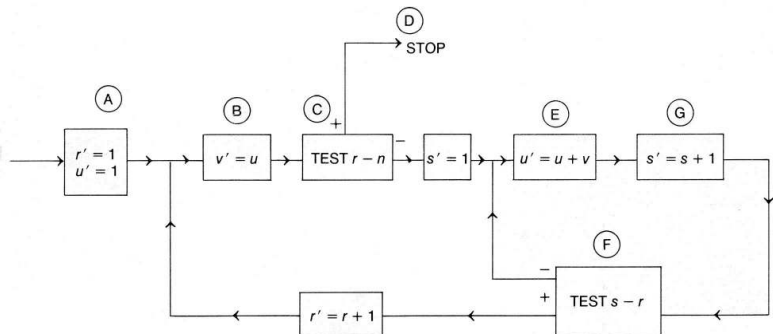 D
STOP
A
B
C
E
G
+
−
r′ = 1
u′ = 1
v′ = u
TEST r − n
s′ = 1
u′ = u + v
s′ = s + 1
F
−
+
TEST s − r
r′ = r + 1